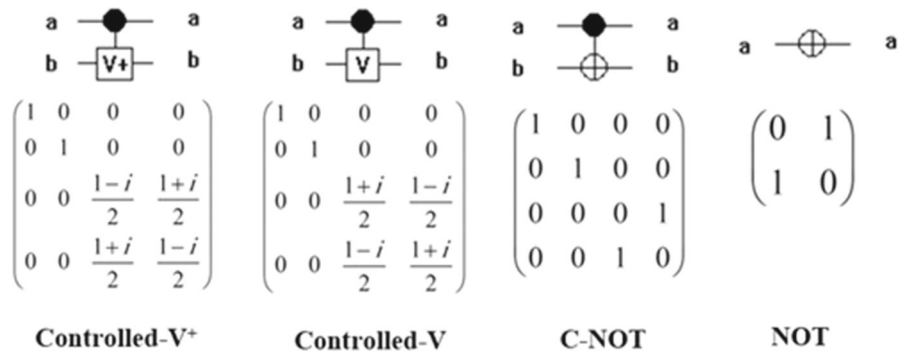 a a a a a a
b V+ b b V b b b
a a
1 0 0 0 1 0 0 0 1 0 0 0 0 1
0 1 0 0 0 1 0 0 0 1 0 0 1 0
0 0 1−i/2 1+i/2 0 0 1+i/2 1−i/2 0 0 0 1
0 0 1+i/2 1−i/2 0 0 1−i/2 1+i/2 0 0 1 0
Controlled-V⁺ Controlled-V C-NOT NOT